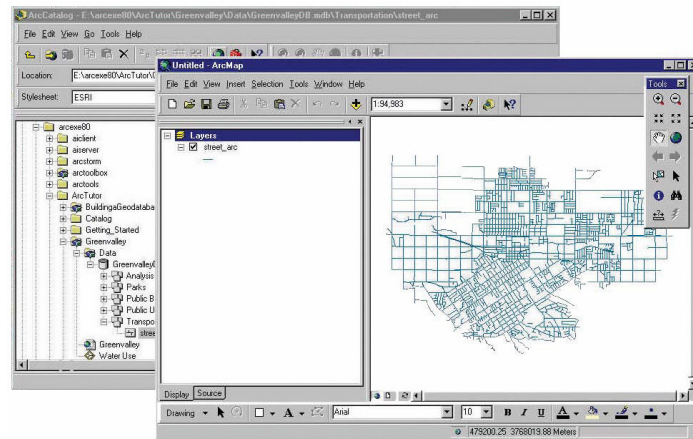 ArcCatalog - E:\arcexe80\ArcTutor\Greenvalley\Data\GreenvalleyDB.mdb\Transportation\street_arc
File Edit View Go Tools Help
Location: E:\arcexe80\ArcTutor\
Stylesheet: ESRI
arcexe80
aiclient
aiserver
arcstorm
arctoolbox
arctools
ArcTutor
BuildingaGeodataba
Catalog
Getting_Started
Greenvalley
Data
Greenvalley
Analysis
Parks
Public B
Public U
Transpo
stree
Greenvalley
Water Use
Untitled - ArcMap
File Edit View Insert Selection Tools Window Help
1:94,983
Layers
street_arc
Display Source
Tools
Drawing Arial 10 B I U A
479200.25 3768019.88 Meters